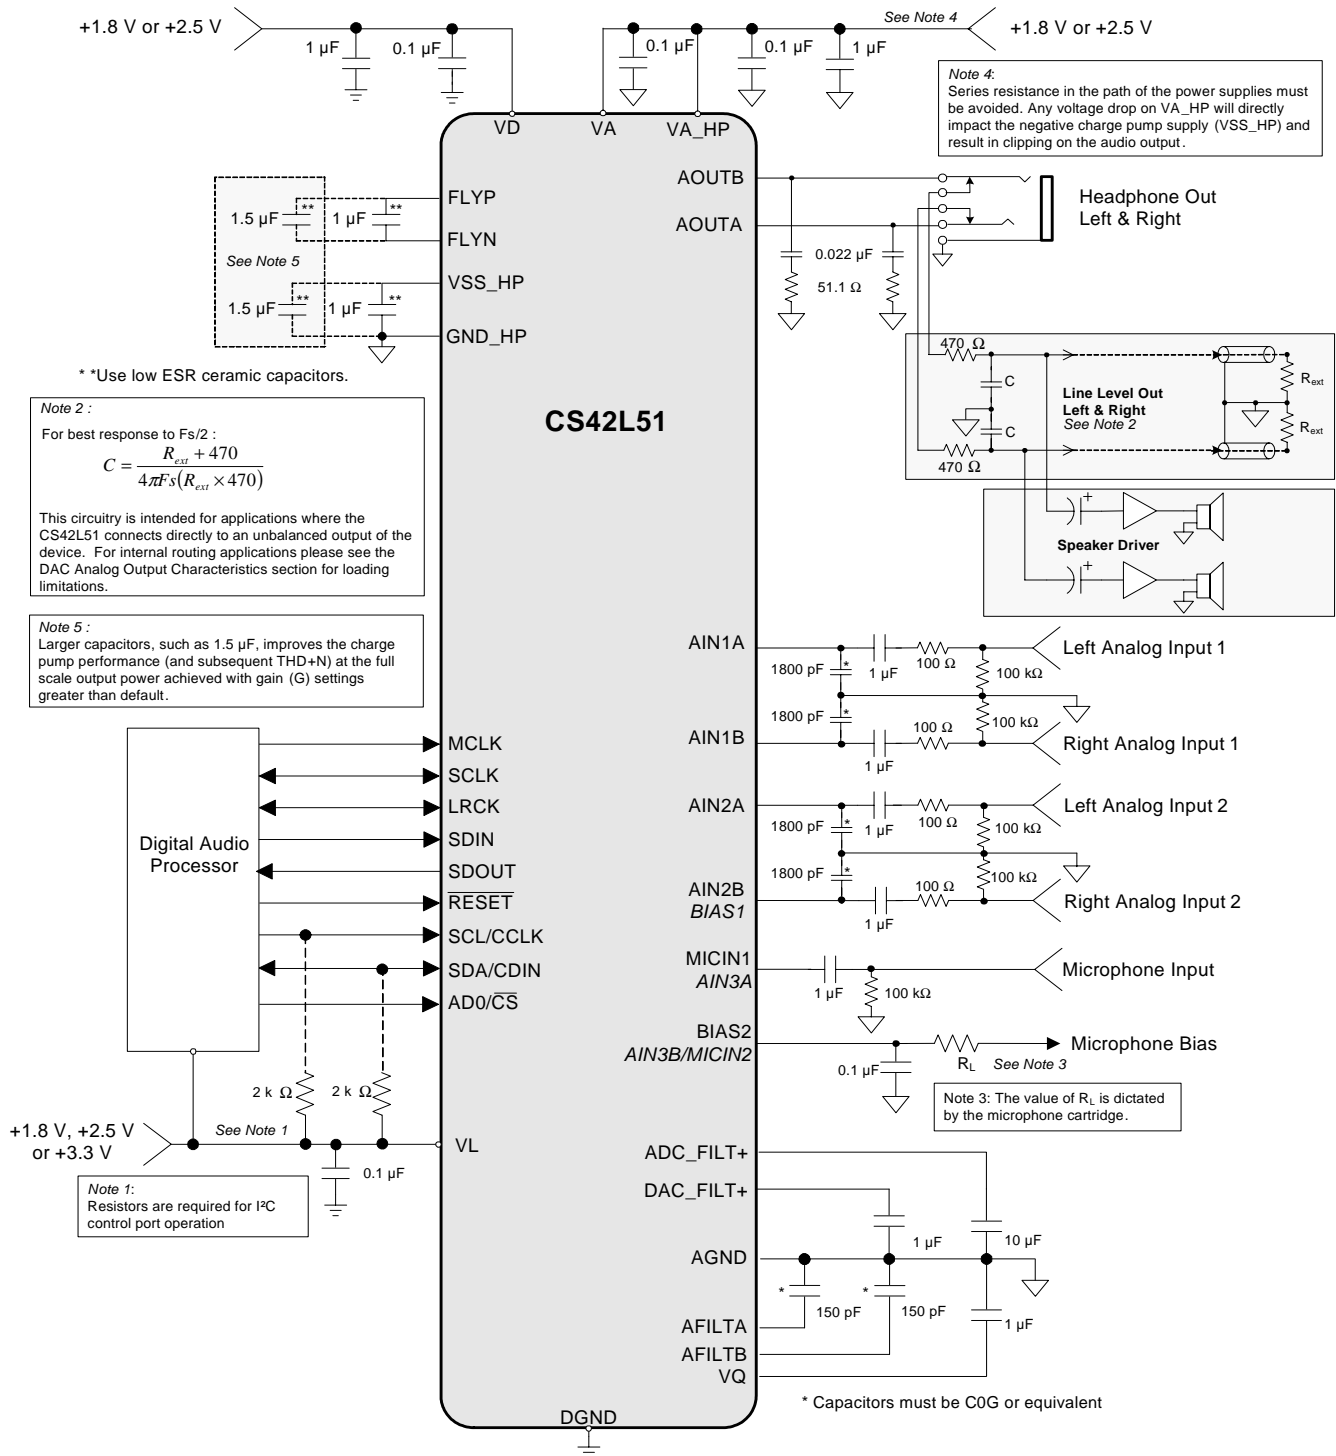 +1.8 V or +2.5 V
1 µF
0.1 µF
0.1 µF
0.1 µF
1 µF
See Note 4
+1.8 V or +2.5 V
Note 4:
Series resistance in the path of the power supplies must
be avoided. Any voltage drop on VA_HP will directly
impact the negative charge pump supply (VSS_HP) and
result in clipping on the audio output.
VD
VA
VA_HP
FLYP
1.5 µF
**
1 µF
**
FLYN
See Note 5
VSS_HP
1.5 µF
**
1 µF
**
GND_HP
* *Use low ESR ceramic capacitors.
AOUTB
AOUTA
Headphone Out
Left & Right
0.022 µF
51.1 Ω
CS42L51
470 Ω
C
C
470 Ω
Line Level Out
Left & Right
See Note 2
Rext
Rext
+
Speaker Driver
+
Note 2 :
For best response to Fs/2 :
C = (Rext + 470) / (4πFs(Rext × 470))
This circuitry is intended for applications where the
CS42L51 connects directly to an unbalanced output of the
device. For internal routing applications please see the
DAC Analog Output Characteristics section for loading
limitations.
Note 5 :
Larger capacitors, such as 1.5 µF, improves the charge
pump performance (and subsequent THD+N) at the full
scale output power achieved with gain (G) settings
greater than default.
AIN1A
1800 pF
*
1 µF
100 Ω
100 kΩ
Left Analog Input 1
1800 pF
*
AIN1B
1 µF
100 Ω
100 kΩ
Right Analog Input 1
AIN2A
1800 pF
*
1 µF
100 Ω
100 kΩ
Left Analog Input 2
1800 pF
*
AIN2B
BIAS1
1 µF
100 Ω
100 kΩ
Right Analog Input 2
MICIN1
AIN3A
1 µF
100 kΩ
Microphone Input
BIAS2
AIN3B/MICIN2
0.1 µF
RL
See Note 3
Microphone Bias
Note 3: The value of RL is dictated
by the microphone cartridge.
Digital Audio
Processor
MCLK
SCLK
LRCK
SDIN
SDOUT
RESET
SCL/CCLK
SDA/CDIN
AD0/CS
2 k Ω
2 k Ω
+1.8 V, +2.5 V
or +3.3 V
See Note 1
VL
0.1 µF
Note 1:
Resistors are required for I²C
control port operation
ADC_FILT+
DAC_FILT+
1 µF
10 µF
AGND
*
150 pF
*
150 pF
1 µF
AFILTA
AFILTB
VQ
* Capacitors must be C0G or equivalent
DGND